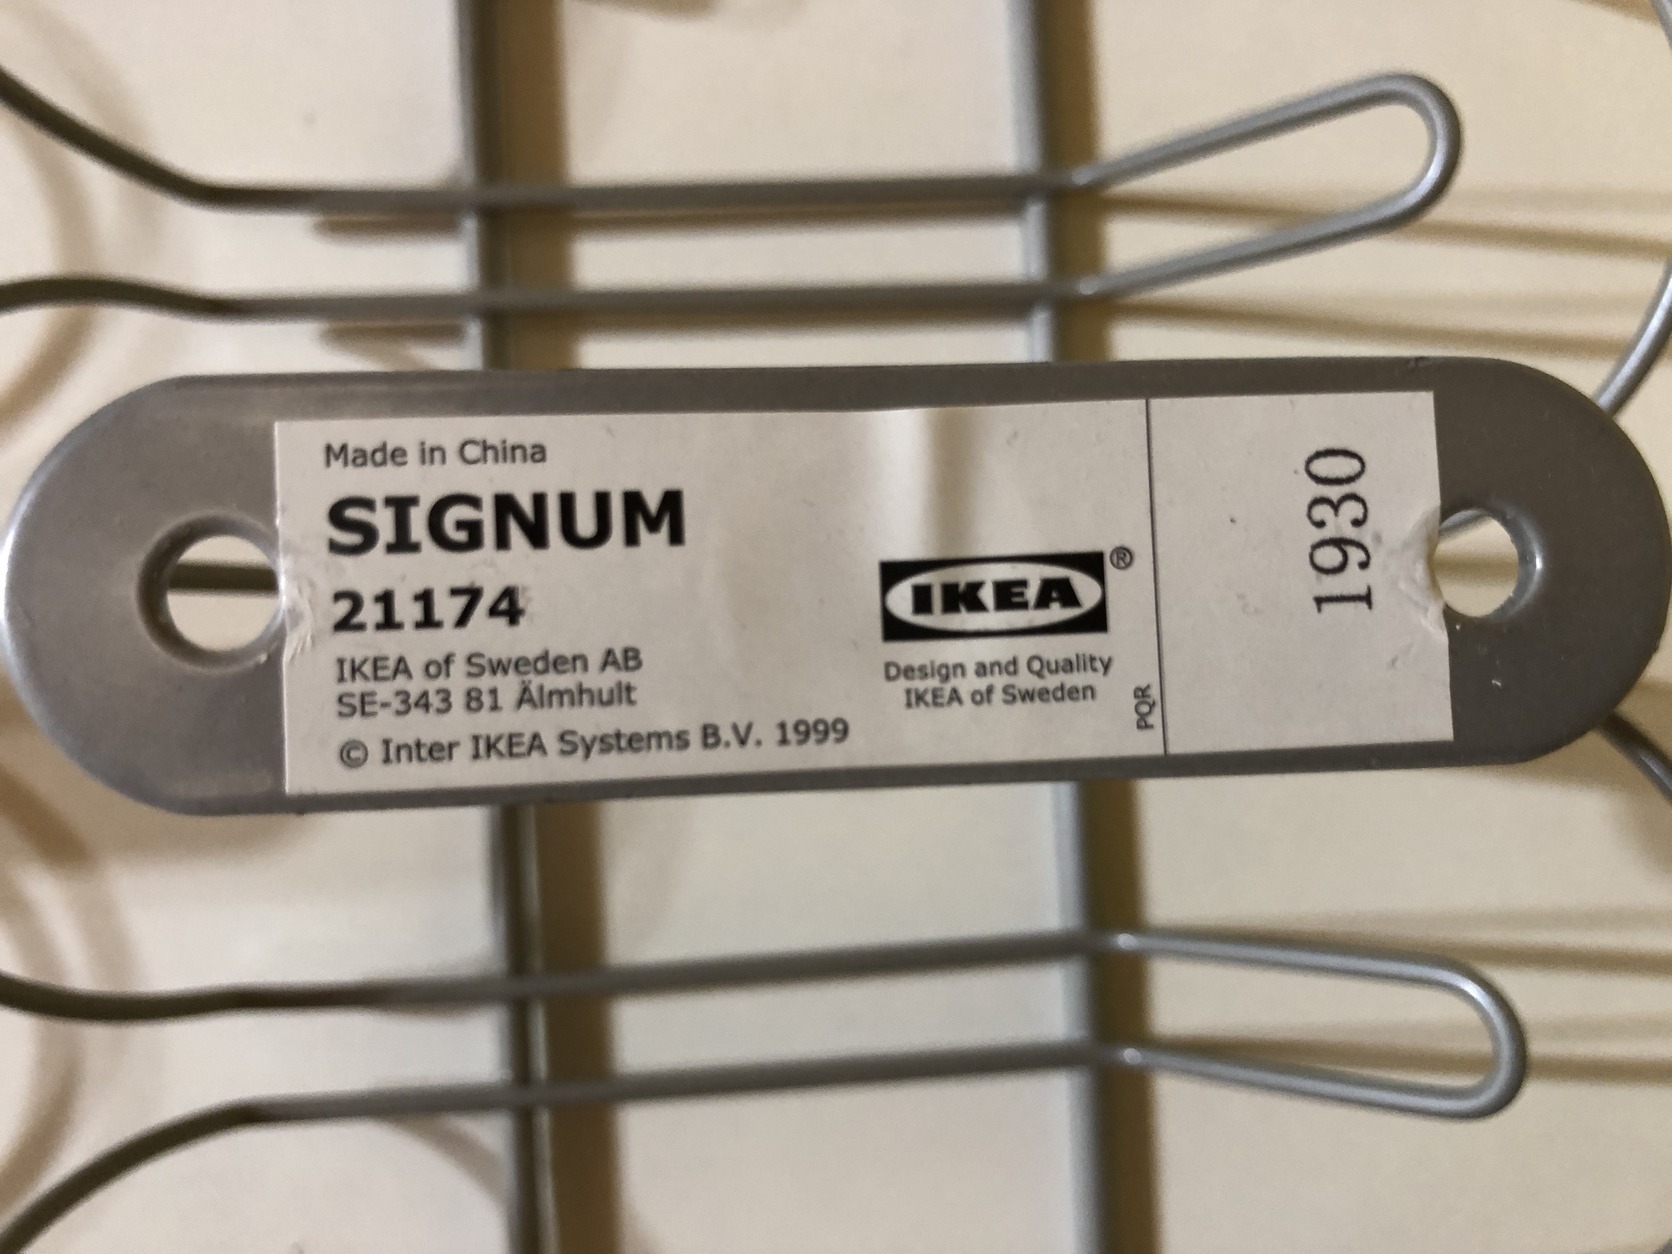 Made in China
SIGNUM
21174
IKEA of Sweden AB
SE-343 81 Älmhult
© Inter IKEA Systems B.V. 1999
IKEA®
Design and Quality
IKEA of Sweden
PQR
1930